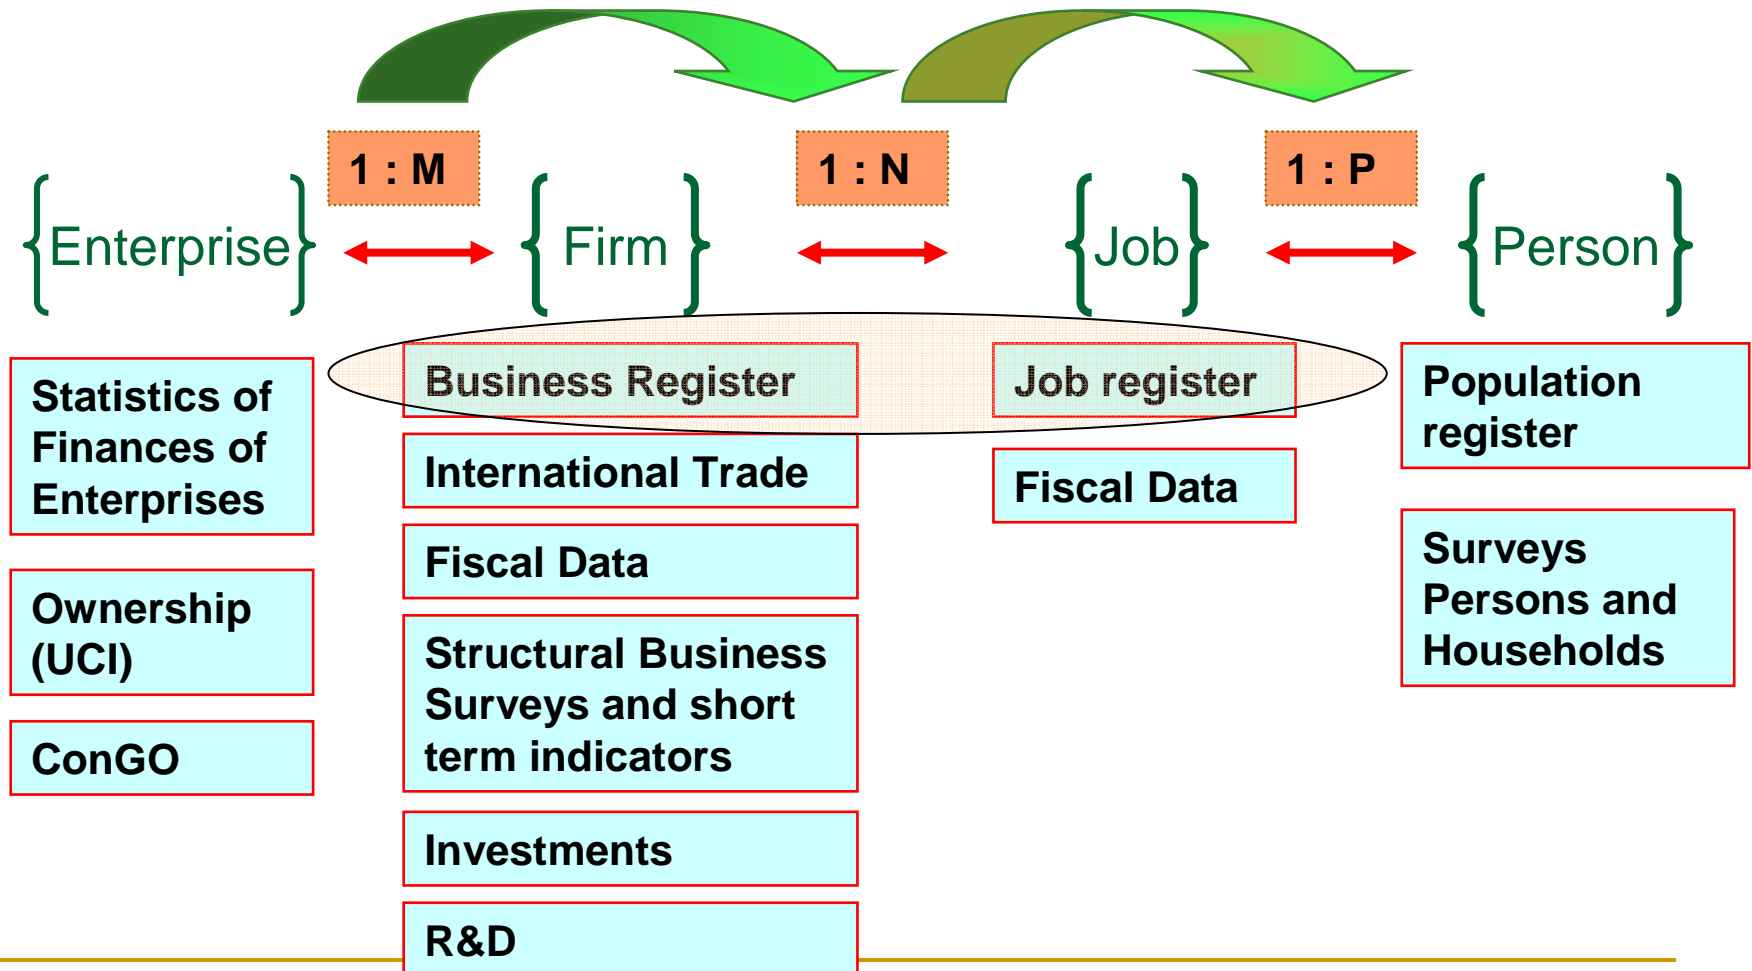 1 : M
1 : N
1 : P
Enterprise
Firm
Job
Person
Statistics of
Finances of
Enterprises
Ownership
(UCI)
ConGO
Business Register
International Trade
Fiscal Data
Structural Business
Surveys and short
term indicators
Investments
R&D
Job register
Fiscal Data
Population
register
Surveys
Persons and
Households